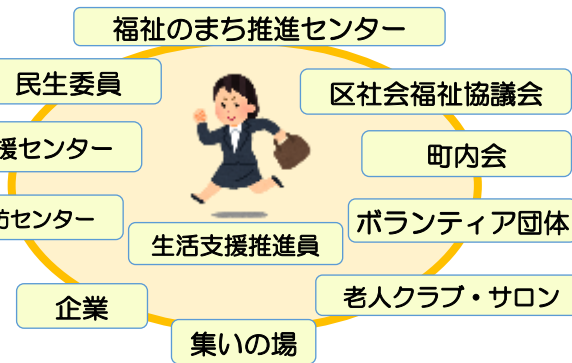 福祉のまち推進センター
民生委員
区社会福祉協議会
援センター
町内会
防センター
ボランティア団体
生活支援推進員
老人クラブ・サロン
企業
集いの場